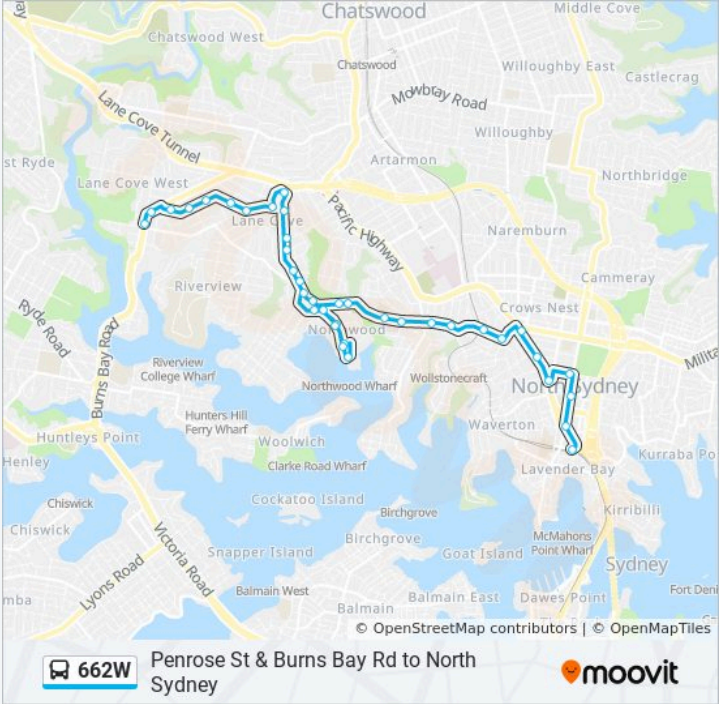 way
Chatswood
Middle Cove
Chatswood West
Chatswood
Willoughby East
Castlecrag
Mowbray Road
Lane Cove Tunnel
Willoughby
st Ryde
Artarmon
Lane Cove West
Northbridge
Pacific Highway
Lane Cove
Naremburn
Cammeray
Riverview
Crows Nest
Ryde Road
Northwood
Milita
Burns Bay Road
Riverview
College Wharf
Wollstonecraft
Northwood Wharf
North Sydney
Hunters Hill
Ferry Wharf
Waverton
Huntleys Point
Woolwich
Kurraba Po
Henley
Clarke Road Wharf
Lavender Bay
Chiswick
Cockatoo Island
Birchgrove
Kirribilli
Chiswick
Birchgrove
McMahons
Point Wharf
Victoria Road
Snapper Island
Goat Island
Sydney
Lyons Road
Balmain West
Fort Deni
mba
Balmain East
Dawes Point
Balmain
© OpenStreetMap contributors | © OpenMapTiles
662W
Penrose St & Burns Bay Rd to North
Sydney
moovit